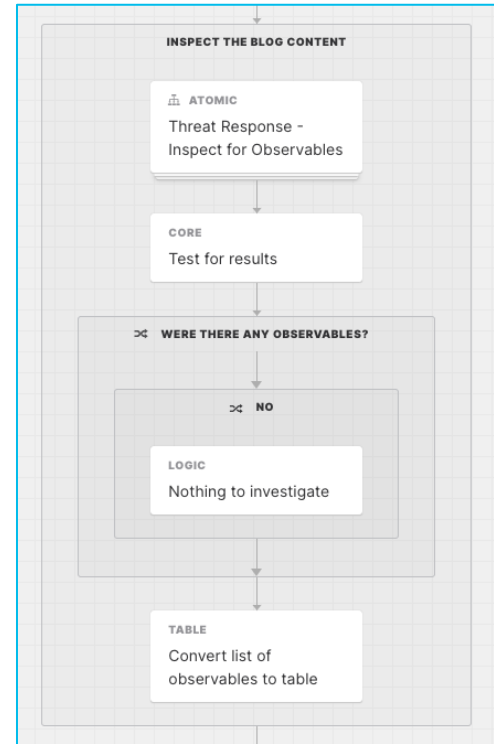 INSPECT THE BLOG CONTENT
ATOMIC
Threat Response -
Inspect for Observables
CORE
Test for results
WERE THERE ANY OBSERVABLES?
NO
LOGIC
Nothing to investigate
TABLE
Convert list of
observables to table